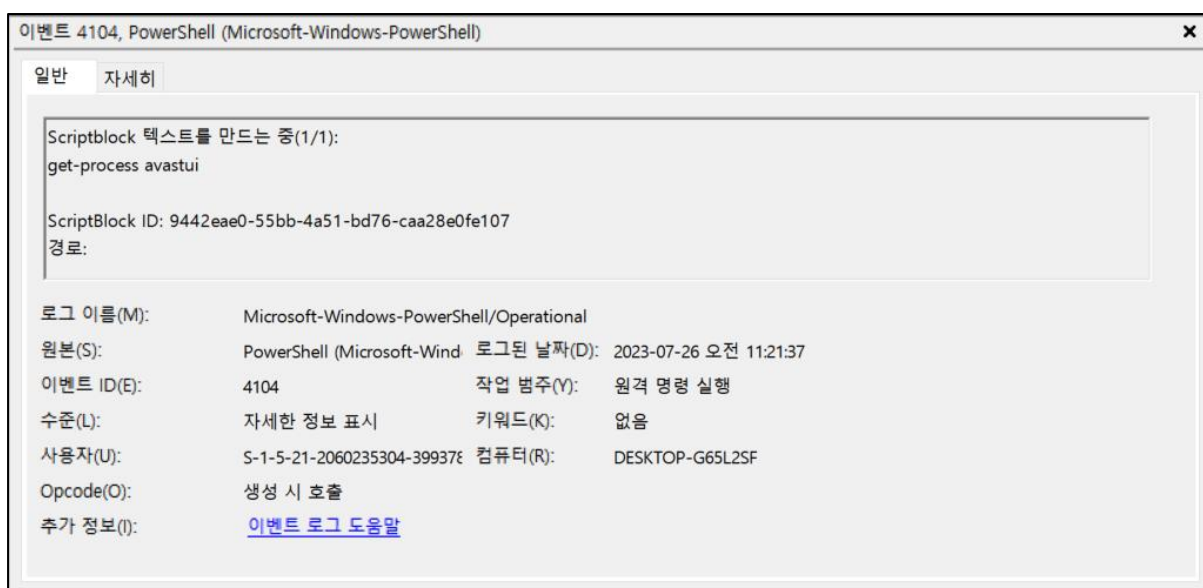 이벤트 4104, PowerShell (Microsoft-Windows-PowerShell)
일반 자세히
Scriptblock 텍스트를 만드는 중(1/1):
get-process avastui
ScriptBlock ID: 9442eae0-55bb-4a51-bd76-caa28e0fe107
경로:
로그 이름(M): Microsoft-Windows-PowerShell/Operational
원본(S): PowerShell (Microsoft-Wind 로그된 날짜(D): 2023-07-26 오전 11:21:37
이벤트 ID(E): 4104 작업 범주(Y): 원격 명령 실행
수준(L): 자세한 정보 표시 키워드(K): 없음
사용자(U): S-1-5-21-2060235304-399378 컴퓨터(R): DESKTOP-G65L2SF
Opcode(O): 생성 시 호출
추가 정보(I): 이벤트 로그 도움말